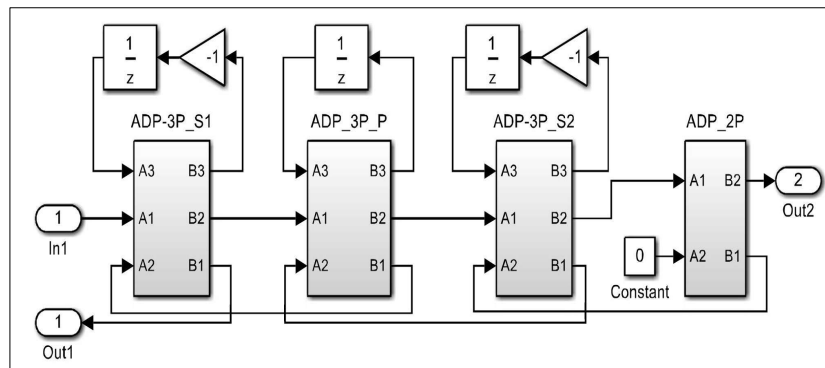 1
z
-1
1
z
1
z
-1
ADP-3P_S1
ADP_3P_P
ADP-3P_S2
ADP_2P
A3 B3
A1 B2
A2 B1
A3 B3
A1 B2
A2 B1
A3 B3
A1 B2
A2 B1
A1 B2
A2 B1
1
In1
2
Out2
0
Constant
1
Out1